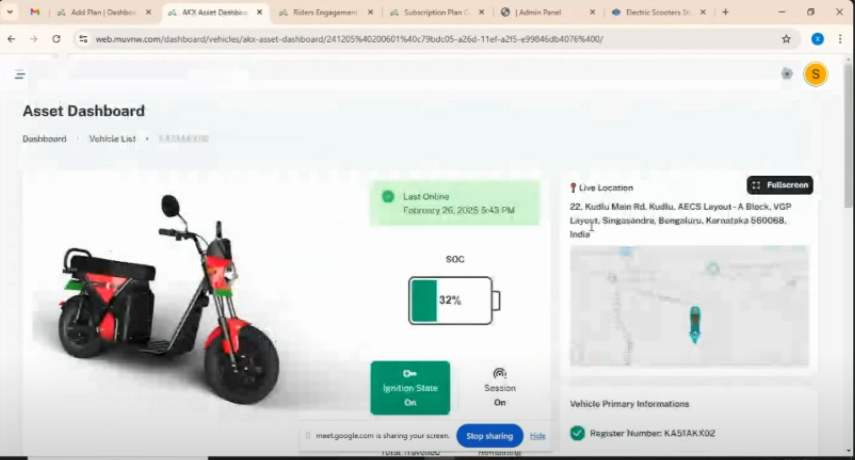 Add Plan | Dashboa
AKX Asset Dashboa
Riders Engagement
Subscription Plan C
| Admin Panel
Electric Scooters St
web.muvnw.com/dashboard/vehicles/akx-asset-dashboard/241205%40200601%40c79bdc05-a26d-11ef-a2f5-e99846db4076%400/
S
Asset Dashboard
Dashboard
Vehicle List
Last Online
February 26, 2025 5:43 PM
SOC
32%
Ignition State
On
Session
On
Live Location
Fullscreen
22, Kudlu Main Rd, Kudlu, AECS Layout - A Block, VGP
Layout, Singasandra, Bengaluru, Karnataka 560068,
India
Vehicle Primary Informations
Register Number: KA51AKX02
meet.google.com is sharing your screen.
Stop sharing
Hide
Total Travelled
Remaining